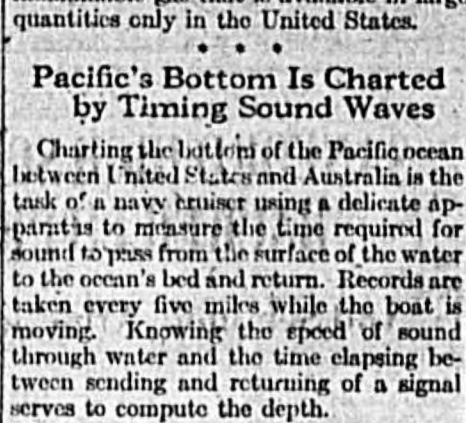 quantities only in the United States.
* * *
Pacific's Bottom Is Charted
by Timing Sound Waves
Charting the bottom of the Pacific ocean
between United States and Australia is the
task of a navy cruiser using a delicate ap-
paratus to measure the time required for
sound to pass from the surface of the water
to the ocean's bed and return. Records are
taken every five miles while the boat is
moving. Knowing the speed of sound
through water and the time elapsing be-
tween sending and returning of a signal
serves to compute the depth.